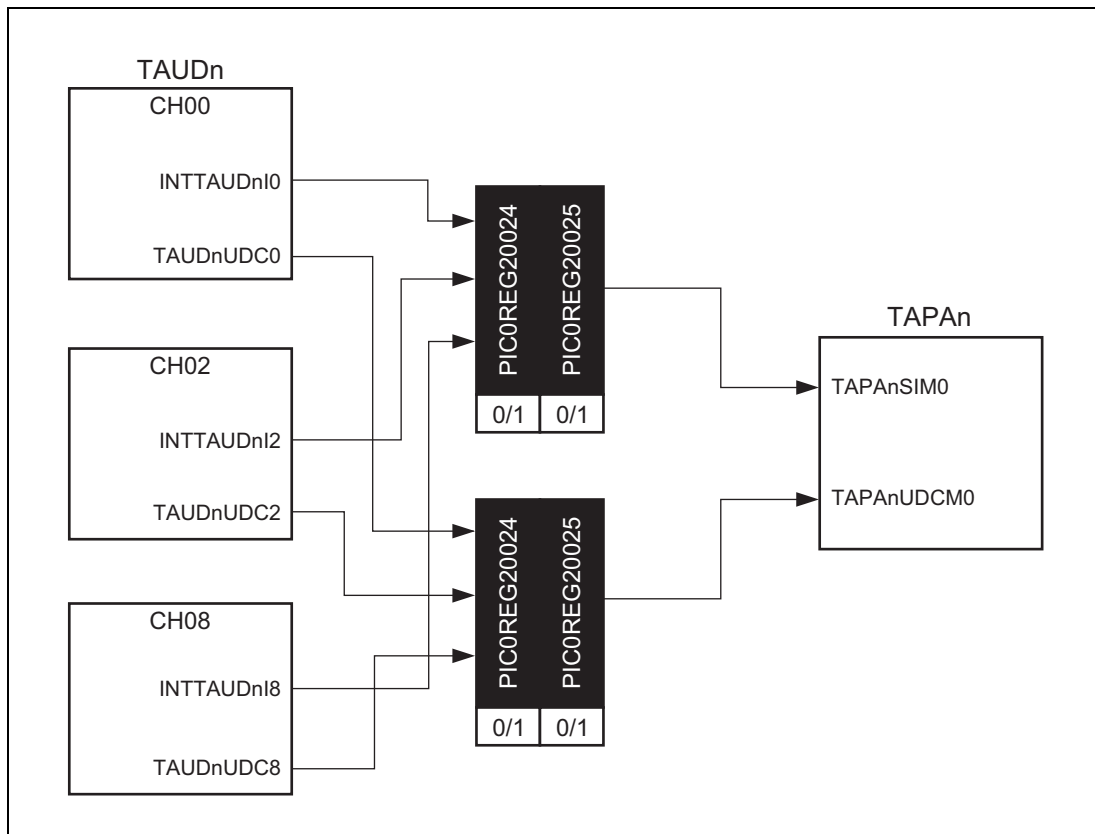 TAUDn
CH00
INTTAUDnI0
TAUDnUDC0
CH02
INTTAUDnI2
TAUDnUDC2
CH08
INTTAUDnI8
TAUDnUDC8
PIC0REG20024
PIC0REG20025
0/1 0/1
PIC0REG20024
PIC0REG20025
0/1 0/1
TAPAn
TAPAnSIM0
TAPAnUDCM0